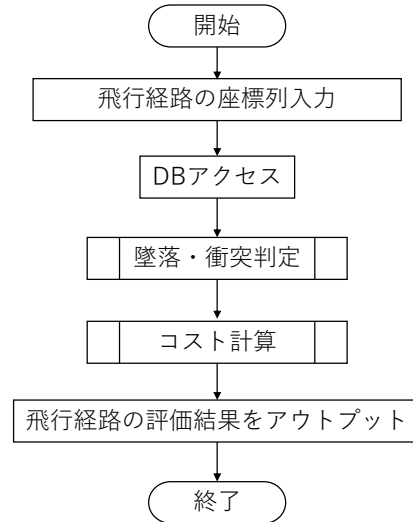 開始
飛行経路の座標列入力
DBアクセス
墜落・衝突判定
コスト計算
飛行経路の評価結果をアウトプット
終了